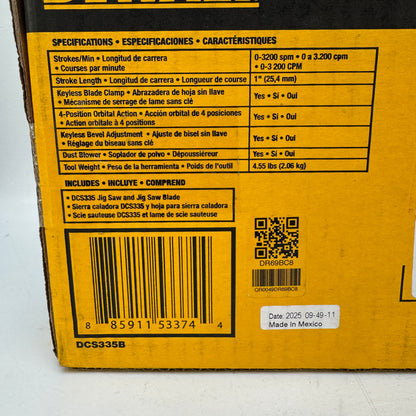 SPECIFICATIONS • ESPECIFICACIONES • CARACTÉRISTIQUES
Strokes/Min • Longitud de carrera
• Courses par minute
0-3200 spm • 0 a 3.200 cpm
• 0-3 200 CPM
Stroke Length • Longitud de carrera • Longueur de course
1" (25,4 mm)
Keyless Blade Clamp • Abrazadera de hoja sin llave
• Mécanisme de serrage de lame sans clé
Yes • Si • Oui
4-Position Orbital Action • Acción orbital de 4 posiciones
• Action orbitale à 4 positions
Yes • Si • Oui
Keyless Bevel Adjustment • Ajuste de bisel sin llave
• Réglage du biseau sans clé
Yes • Si • Oui
Dust Blower • Soplador de polvo • Dépoussiéreur
Yes • Si • Oui
Tool Weight • Peso de la herramienta • Poids de l'outil
4.55 lbs (2.06 kg)
INCLUDES • INCLUYE • COMPREND
• DCS335 Jig Saw and Jig Saw Blade
• Sierra caladora DCS335 y hoja para sierra caladora
• Scie sauteuse DCS335 et lame de scie sauteuse
DR69BC8
QR0049DR69BC8
8 85911 53374 4
DCS335B
Date: 2025 09-49-11
Made In Mexico